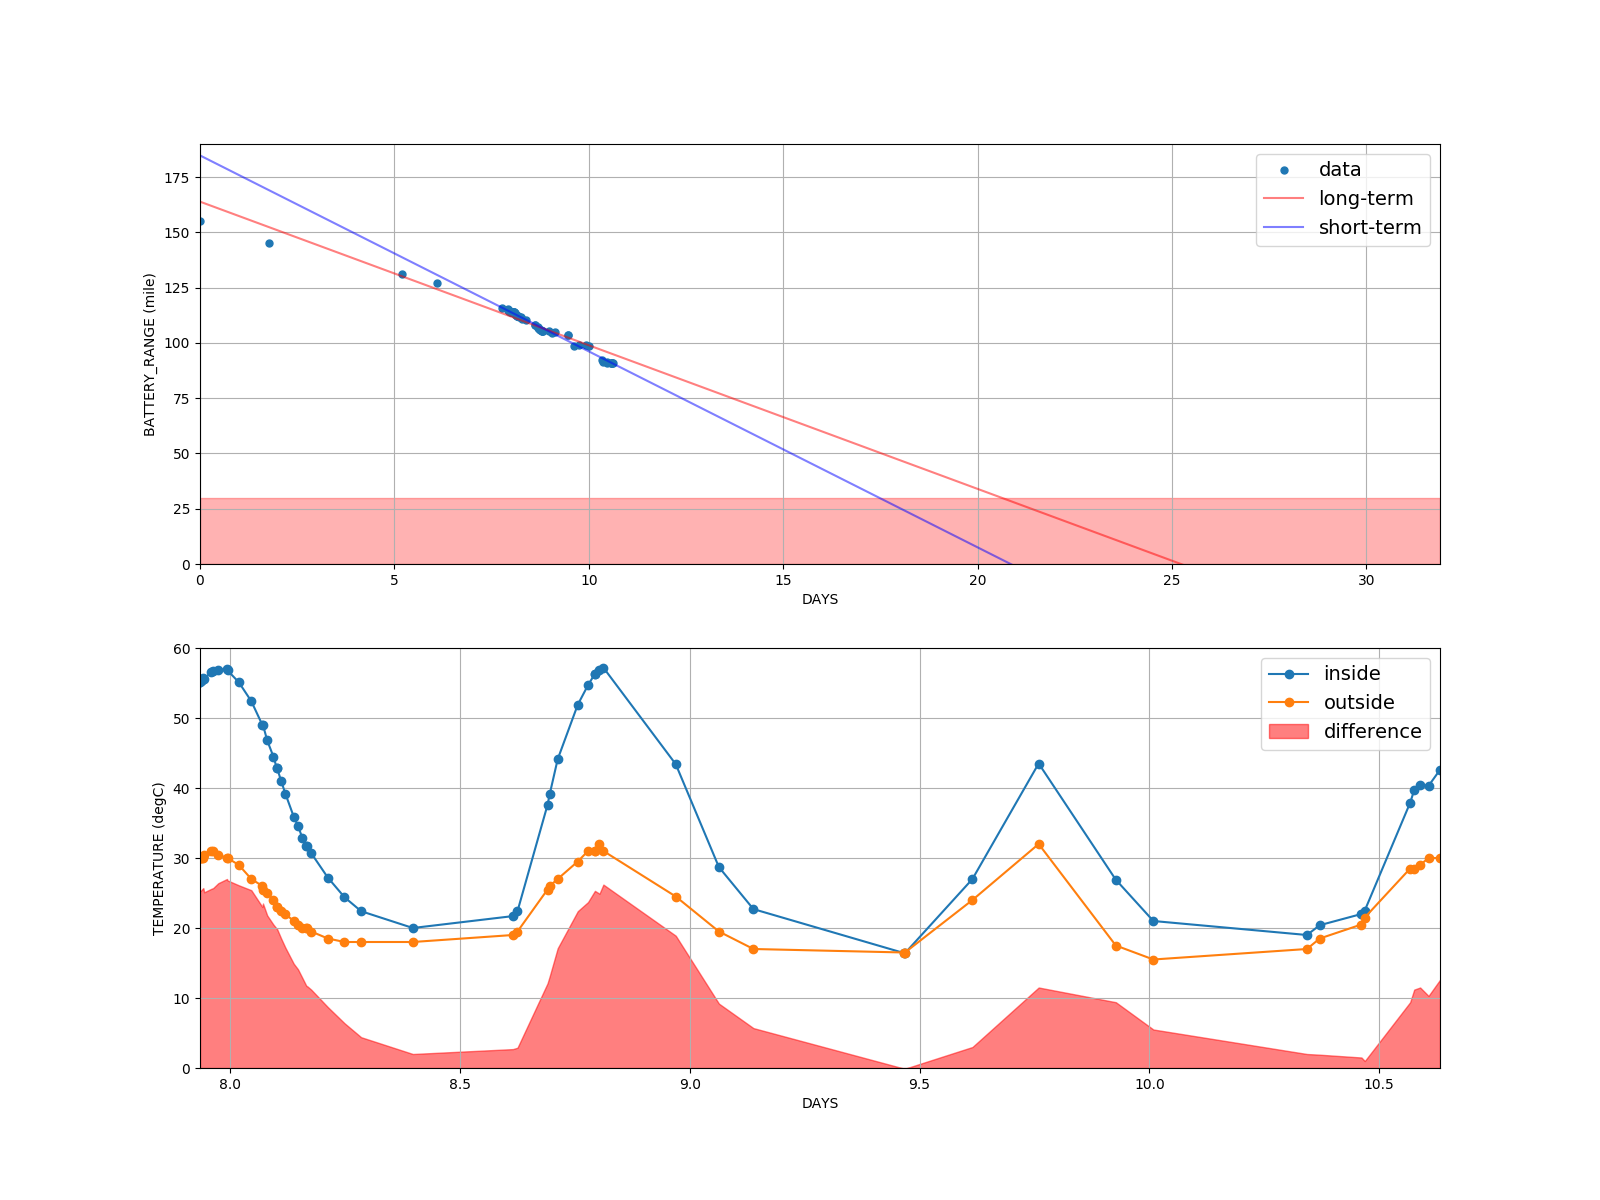 175
150
125
100
75
50
25
0
BATTERY_RANGE (mile)
data
long-term
short-term
0 5 10 15 20 25 30
DAYS
60
50
40
30
20
10
0
TEMPERATURE (degC)
inside
outside
difference
8.0 8.5 9.0 9.5 10.0 10.5
DAYS